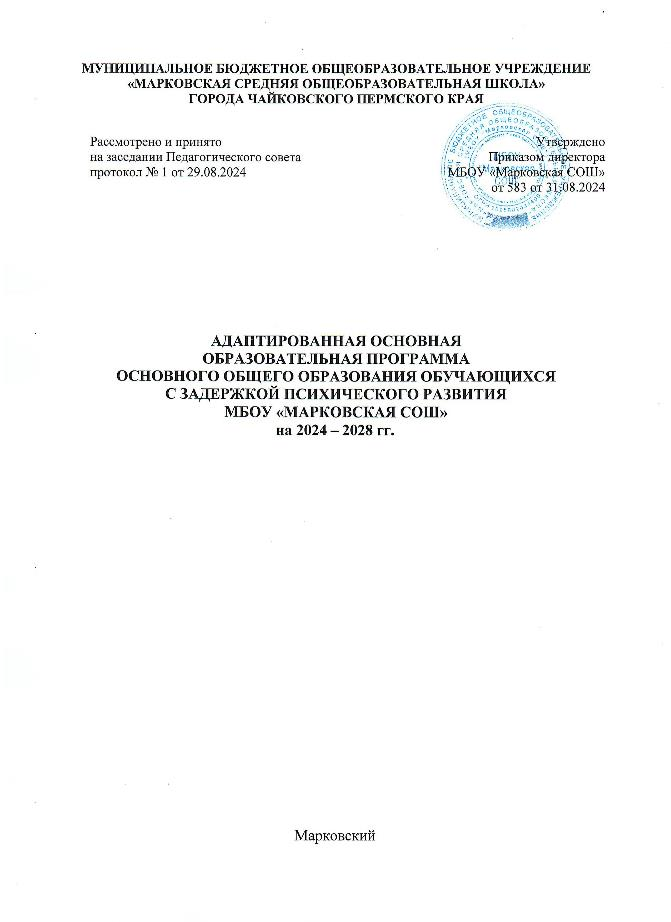 МУНИЦИПАЛЬНОЕ БЮДЖЕТНОЕ ОБЩЕОБРАЗОВАТЕЛЬНОЕ УЧРЕЖДЕНИЕ
«МАРКОВСКАЯ СРЕДНЯЯ ОБЩЕОБРАЗОВАТЕЛЬНАЯ ШКОЛА»
ГОРОДА ЧАЙКОВСКОГО ПЕРМСКОГО КРАЯ
Рассмотрено и принято
на заседании Педагогического совета
протокол № 1 от 29.08.2024
Утверждено
Приказом директора
МБОУ «Марковская СОШ»
от 583 от 31.08.2024
АДАПТИРОВАННАЯ ОСНОВНАЯ
ОБРАЗОВАТЕЛЬНАЯ ПРОГРАММА
ОСНОВНОГО ОБЩЕГО ОБРАЗОВАНИЯ ОБУЧАЮЩИХСЯ
С ЗАДЕРЖКОЙ ПСИХИЧЕСКОГО РАЗВИТИЯ
МБОУ «МАРКОВСКАЯ СОШ»
на 2024 – 2028 гг.
Марковский